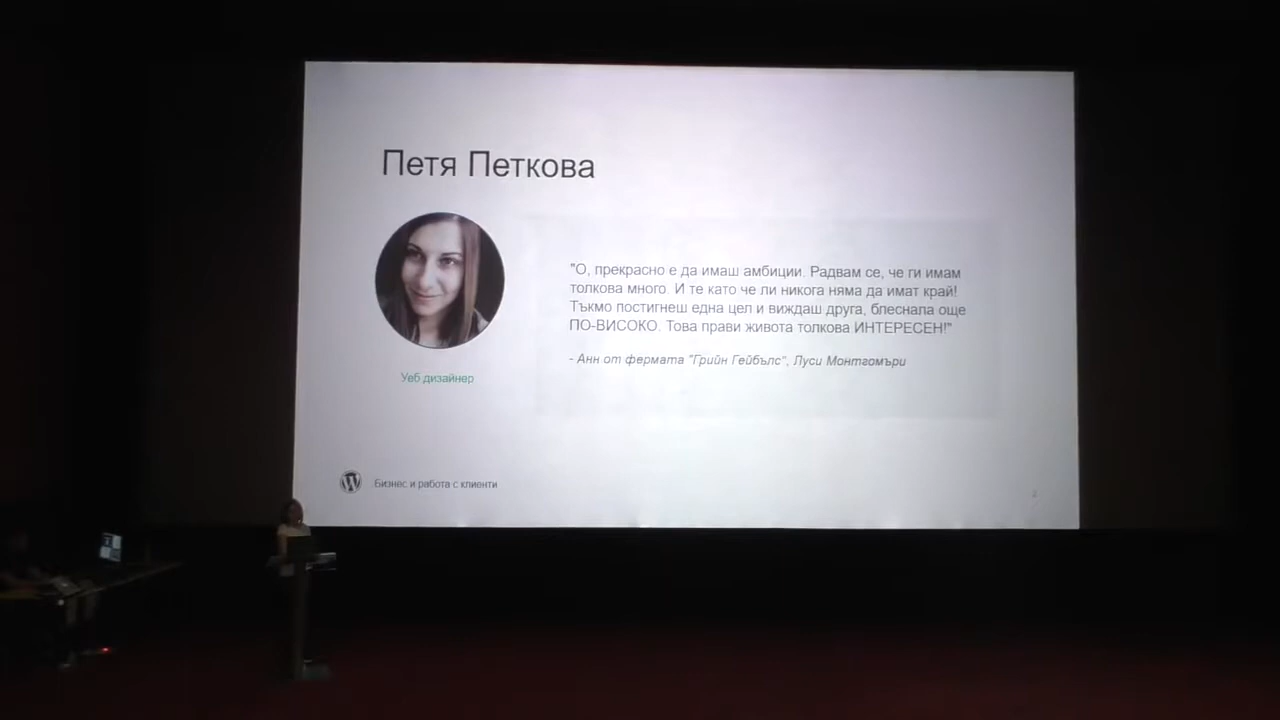 Петя Петкова
"О, прекрасно е да имаш амбиции. Радвам се, че ги имам
толкова много. И те като че ли никога няма да имат край!
Тъкмо постигнеш една цел и виждаш друга, блеснала още
ПО-ВИСОКО. Това прави живота толкова ИНТЕРЕСЕН!"
- Анн от фермата "Грийн Гейбълс", Луси Монтгомъри
Уеб дизайнер
Бизнес и работа с клиенти